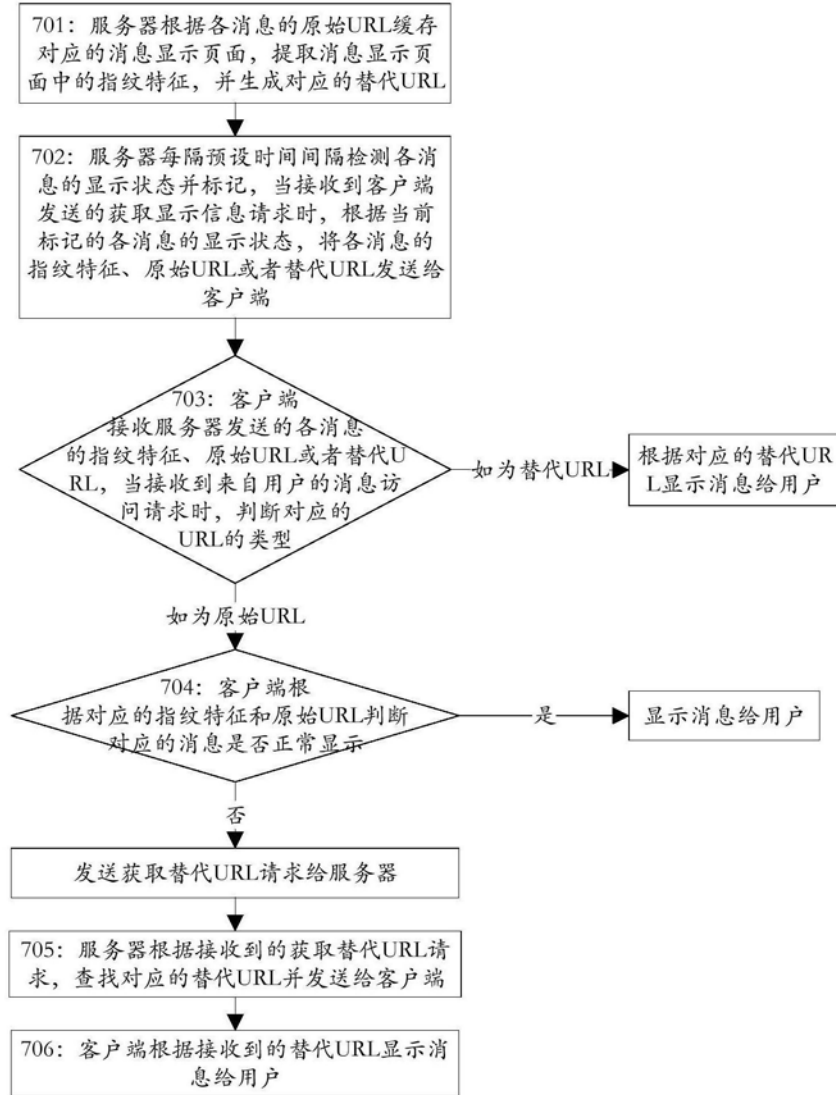 701：服务器根据各消息的原始URL缓存
对应的消息显示页面，提取消息显示页
面中的指纹特征，并生成对应的替代URL
702：服务器每隔预设时间间隔检测各消
息的显示状态并标记，当接收到客户端
发送的获取显示信息请求时，根据当前
标记的各消息的显示状态，将各消息的
指纹特征、原始URL或者替代URL发送给
客户端
703：客户端
接收服务器发送的各消息
的指纹特征、原始URL或者替代U
RL，当接收到来自用户的消息访
问请求时，判断对应的
URL的类型
如为替代URL
根据对应的替代UR
L显示消息给用户
如为原始URL
704：客户端根
据对应的指纹特征和原始URL判断
对应的消息是否正常显示
是
显示消息给用户
否
发送获取替代URL请求给服务器
705：服务器根据接收到的获取替代URL请
求，查找对应的替代URL并发送给客户端
706：客户端根据接收到的替代URL显示消
息给用户